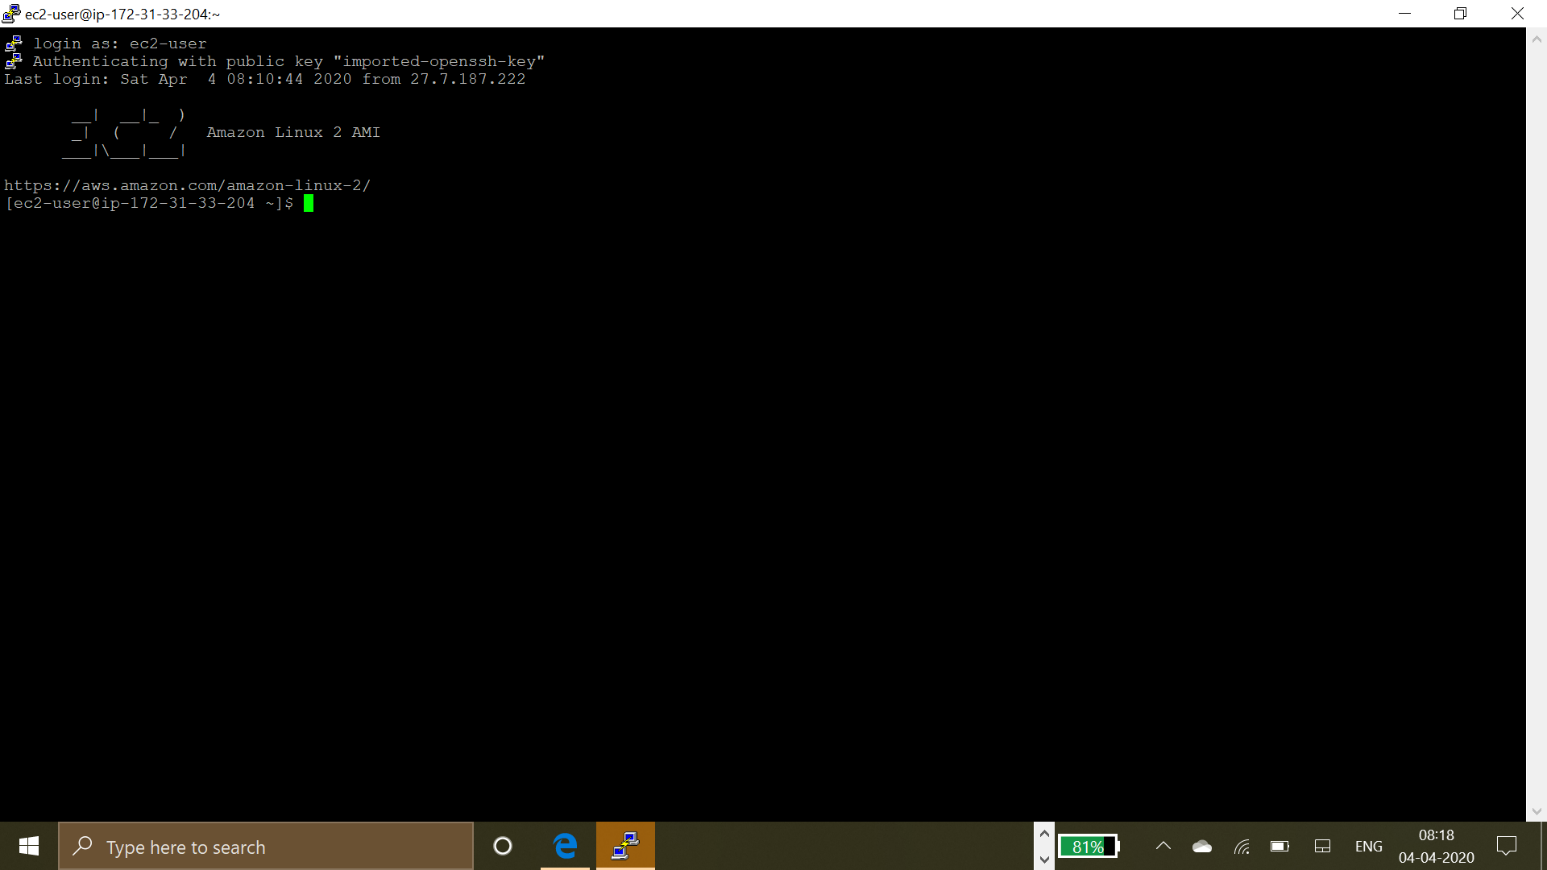 ec2-user@ip-172-31-33-204:~
login as: ec2-user
Authenticating with public key "imported-openssh-key"
Last login: Sat Apr  4 08:10:44 2020 from 27.7.187.222
       __|  __|_  )
       _|  (     /   Amazon Linux 2 AMI
      ___|\___|___|
https://aws.amazon.com/amazon-linux-2/
[ec2-user@ip-172-31-33-204 ~]$
Type here to search
81%
ENG
08:18
04-04-2020